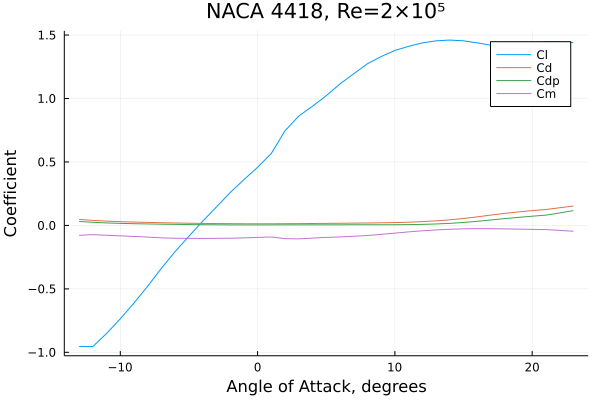 NACA 4418, Re=2×10⁵
Coefficient
1.5
1.0
0.5
0.0
−0.5
−1.0
−10
0
10
20
Angle of Attack, degrees
Cl
Cd
Cdp
Cm